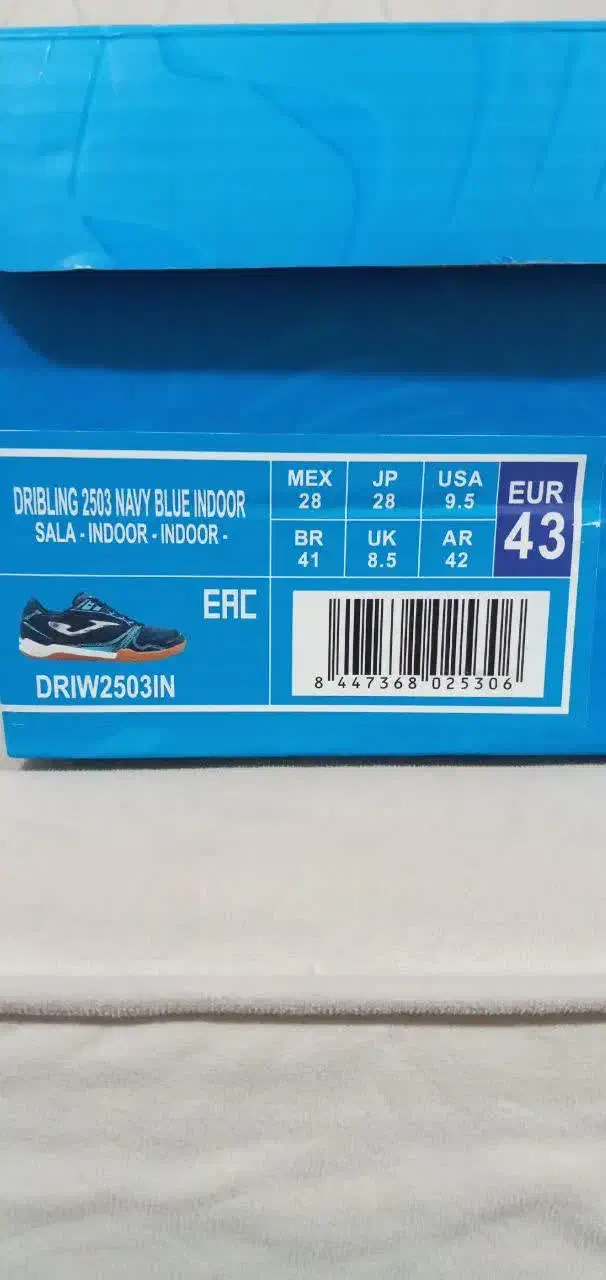 DRIBLING 2503 NAVY BLUE INDOOR
SALA - INDOOR - INDOOR -
MEX
28
JP
28
USA
9.5
EUR
43
BR
41
UK
8.5
AR
42
EAC
DRIW2503IN
8 447368 025306